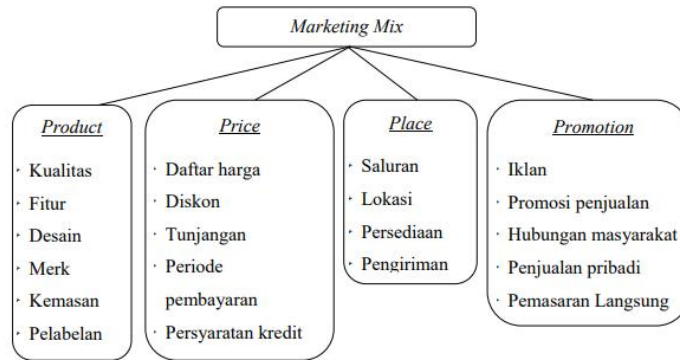 Marketing Mix
Product
Kualitas
Fitur
Desain
Merk
Kemasan
Pelabelan
Price
Daftar harga
Diskon
Tunjangan
Periode
pembayaran
Persyaratan kredit
Place
Saluran
Lokasi
Persediaan
Pengiriman
Promotion
Iklan
Promosi penjualan
Hubungan masyarakat
Penjualan pribadi
Pemasaran Langsung